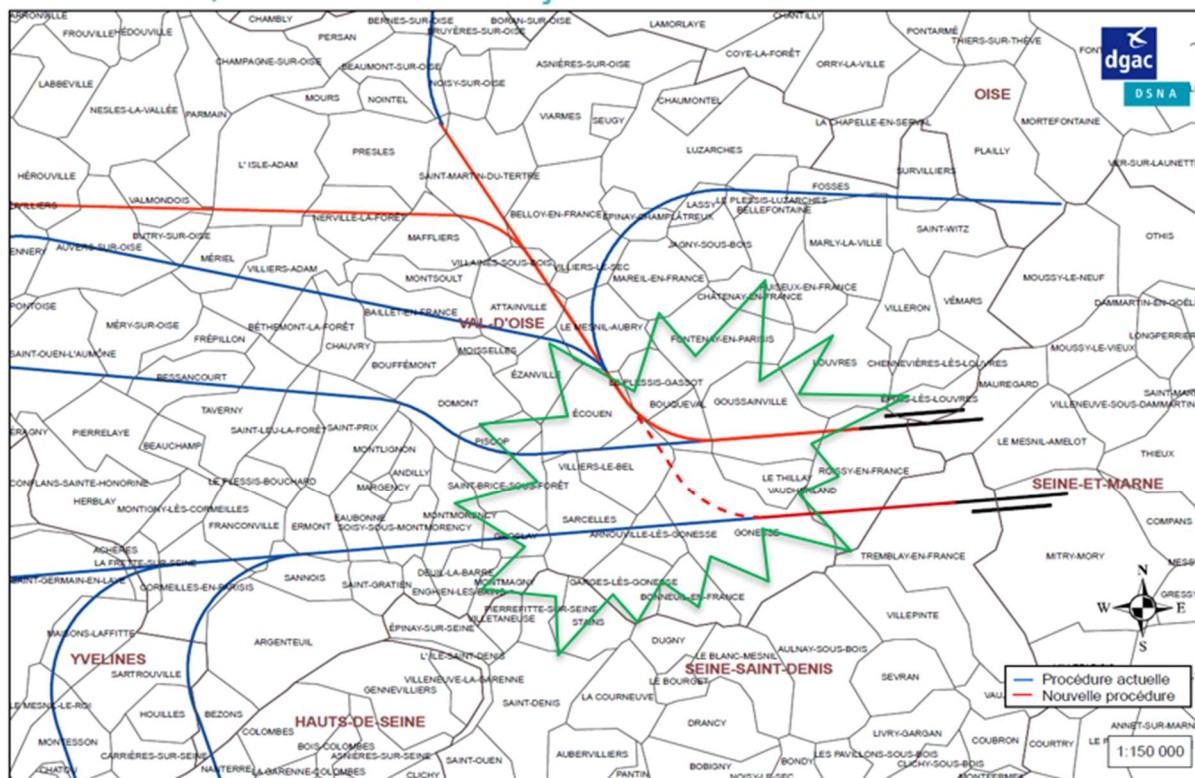 CHAMBLY
BERNES-SUR-OISE
BORAN-SUR-OISE
BRUYÈRES-SUR-OISE
LAMORLAYE
CHANTILLY
PONTARMÉ
THIERS-SUR-THÈVE
FROUVILLE
HÉDOUVILLE
PERSAN
COYE-LA-FORÊT
ORRY-LA-VILLE
dgac
DSNA
LABBEVILLE
CHAMPAGNE-SUR-OISE
BEAUMONT-SUR-OISE
NOISY-SUR-OISE
ASNIÈRES-SUR-OISE
OISE
NESLES-LA-VALLÉE
PARMAIN
MOURS
NOINTEL
VIARMES
SEUGY
CHAUMONTEL
LA CHAPELLE-EN-SERVAL
MORTEFONTAINE
PLAILLY
L' ISLE-ADAM
PRESLES
LUZARCHES
VER-SUR-LAUNETTE
HÉROUVILLE
SAINT-MARTIN-DU-TERTRE
SURVILLIERS
FOSSES
VALMONDOIS
NERVILLE-LA-FORÊT
BELLOY-EN-FRANCE
ÉPINAY-CHAMPLÂTREUX
LASSY
LE PLESSIS-LUZARCHES
BELLEFONTAINE
SAINT-WITZ
OTHIS
BUTRY-SUR-OISE
AUVERS-SUR-OISE
MÉRIEL
MAFFLIERS
JAGNY-SOUS-BOIS
MARLY-LA-VILLE
VILLIERS-ADAM
MONTSOULT
VILLAINES-SOUS-BOIS
VILLIERS-LE-SEC
MAREIL-EN-FRANCE
CHÂTENAY-EN-FRANCE
PUISEUX-EN-FRANCE
MOUSSY-LE-NEUF
PONTOISE
MÉRY-SUR-OISE
BAILLET-EN-FRANCE
ATTAINVILLE
VILLERON
VÉMARS
DAMMARTIN-EN-GOËL
BÉTHEMONT-LA-FORÊT
VAL-D'OISE
LE MESNIL-AUBRY
FONTENAY-EN-PARISIS
LONGPERRIER
SAINT-OUEN-L'AUMÔNE
FRÉPILLON
CHAUVRY
MOISSELLES
MOUSSY-LE-VIEUX
BESSANCOURT
BOUFFÉMONT
ÉZANVILLE
LE PLESSIS-GASSOT
LOUVRES
CHENNEVIÈRES-LÈS-LOUVRES
MAUREGARD
TAVERNY
DOMONT
ÉCOUEN
BOUQUEVAL
GOUSSAINVILLE
ÉPIAIS-LÈS-LOUVRES
VILLENEUVE-SOUS-DAMMARTIN
PIERRELAYE
BEAUCHAMP
SAINT-LEU-LA-FORÊT
SAINT-PRIX
MONTLIGNON
PISCOP
LE MESNIL-AMELOT
THIEUX
CONFLANS-SAINTE-HONORINE
HERBLAY
LE PLESSIS-BOUCHARD
ANDILLY
MARGENCY
SAINT-BRICE-SOUS-FORÊT
VILLIERS-LE-BEL
LE THILLAY
VAUDHERLAND
ROISSY-EN-FRANCE
SEINE-ET-MARNE
MONTIGNY-LÈS-CORMEILLES
FRANCONVILLE
ERMONT
EAUBONNE
SOISY-SOUS-MONTMORENCY
MONTMORENCY
GROSLAY
SARCELLES
ARNOUVILLE-LÈS-GONESSE
GONESSE
COMPANS
ACHÈRES
LA FRETTE-SUR-SEINE
TREMBLAY-EN-FRANCE
MITRY-MORY
SAINT-GERMAIN-EN-LAYE
CORMEILLES-EN-PARISIS
SANNOIS
SAINT-GRATIEN
DEUIL-LA-BARRE
ENGHIEN-LES-BAINS
MONTMAGNY
GARGES-LÈS-GONESSE
BONNEUIL-EN-FRANCE
GRESSY
N
W
E
S
MAISONS-LAFFITTE
ARGENTEUIL
ÉPINAY-SUR-SEINE
PIERREFITTE-SUR-SEINE
VILLETANEUSE
STAINS
VILLEPINTE
DUGNY
LE BLANC-MESNIL
AULNAY-SOUS-BOIS
YVELINES
SARTROUVILLE
L'ILE-SAINT-DENIS
VILLENEUVE-LA-GARENNE
GENNEVILLIERS
SAINT-DENIS
LE BOURGET
SEINE-SAINT-DENIS
SEVRAN
Procédure actuelle
Nouvelle procédure
LE MESNIL-LE-ROI
HOUILLES
BEZONS
COLOMBES
HAUTS-DE-SEINE
LA COURNEUVE
DRANCY
LIVRY-GARGAN
MONTESSON
CARRIÈRES-SUR-SEINE
BOIS-COLOMBES
ASNIÈRES-SUR-SEINE
SAINT-OUEN
AUBERVILLIERS
BOBIGNY
BONDY
LES PAVILLONS-SOUS-BOIS
CLICHY-SOUS-BOIS
COUBRON
COURTRY
1:150 000
CHATOU
NANTERRE
LA GARENNE-COLOMBES
CLICHY
PANTIN
NOISY-LE-SEC
MONTFERMEIL